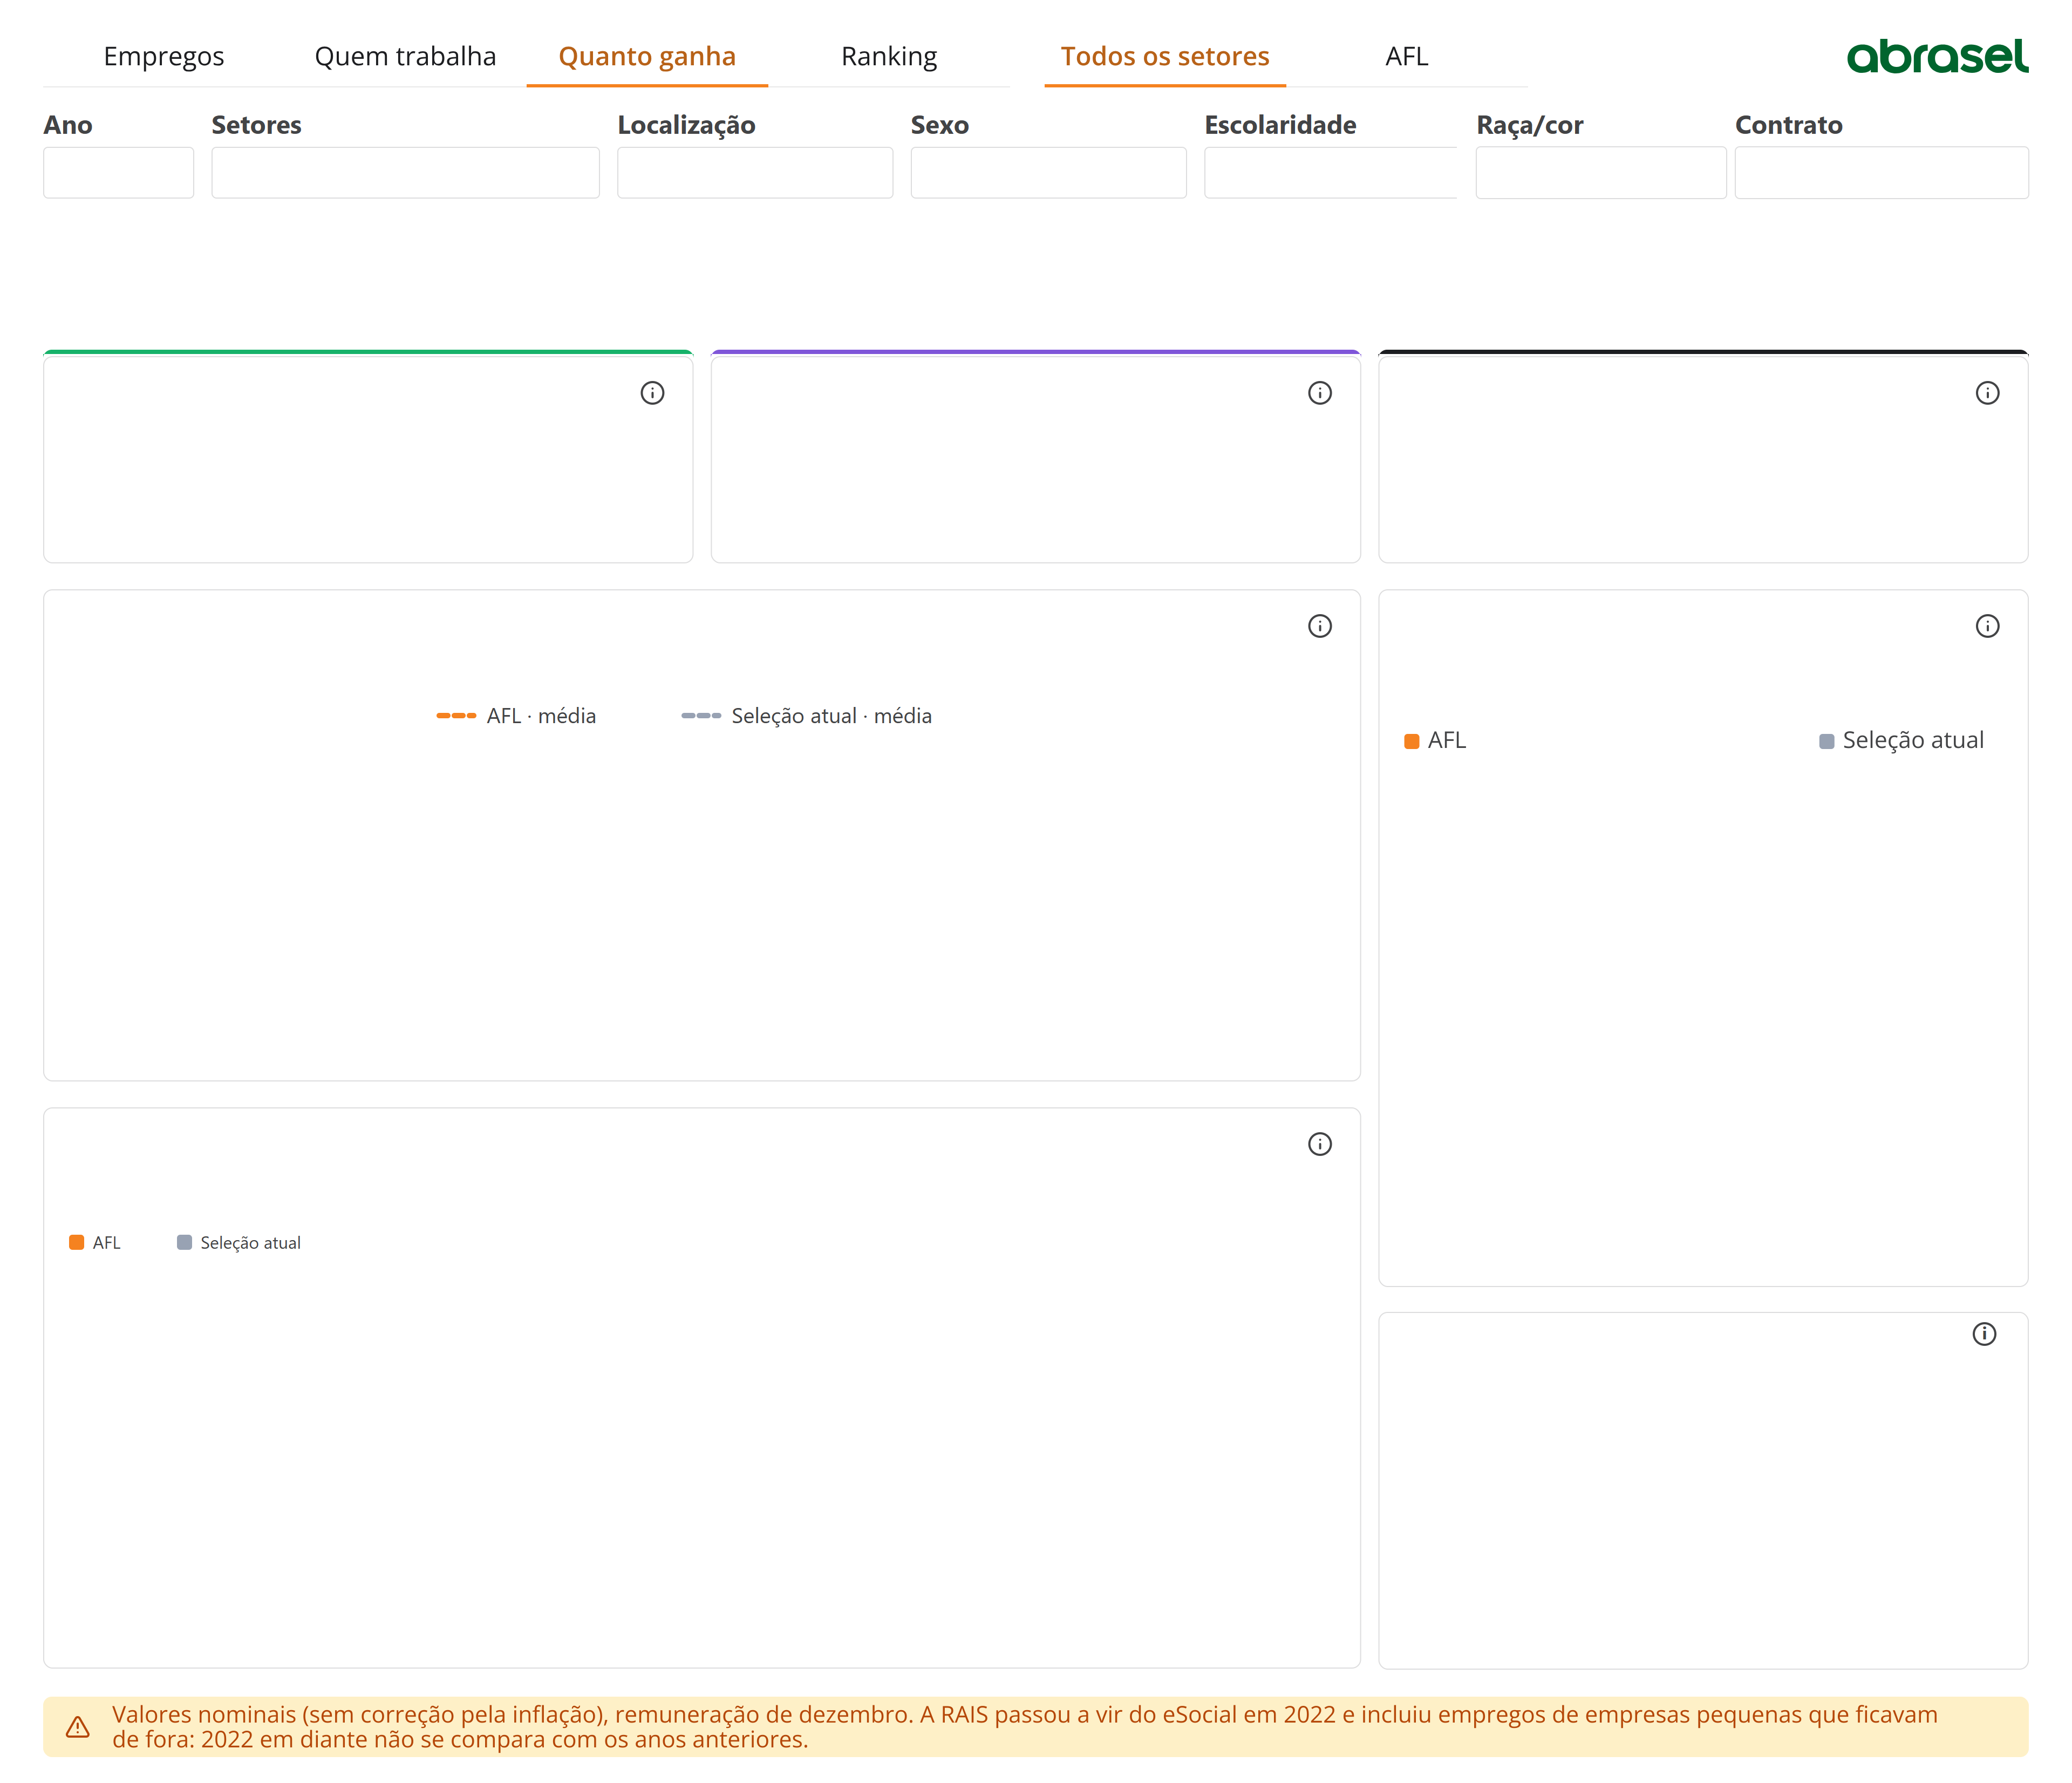 Empregos Quem trabalha Quanto ganha Ranking Todos os setores AFL abrasel
Ano Setores Localização Sexo Escolaridade Raça/cor Contrato
AFL · média Seleção atual · média
AFL Seleção atual
AFL Seleção atual
Valores nominais (sem correção pela inflação), remuneração de dezembro. A RAIS passou a vir do eSocial em 2022 e incluiu empregos de empresas pequenas que ficavam
de fora: 2022 em diante não se compara com os anos anteriores.